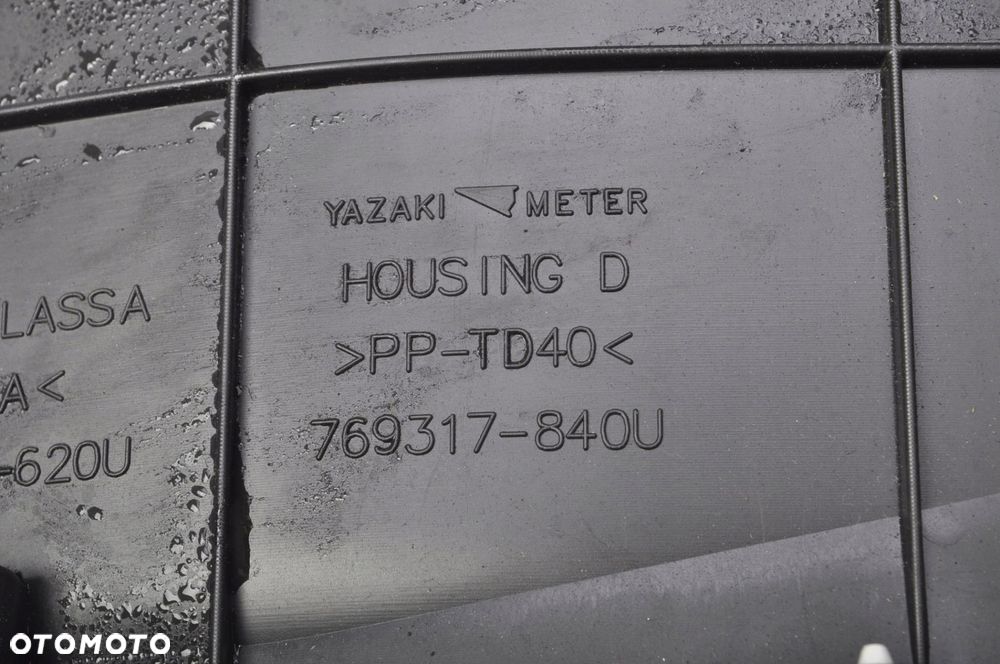 YAZAKI METER
HOUSING D
>PP-TD40<
769317-840U
LASSA
A<
-620U
OTOMOTO